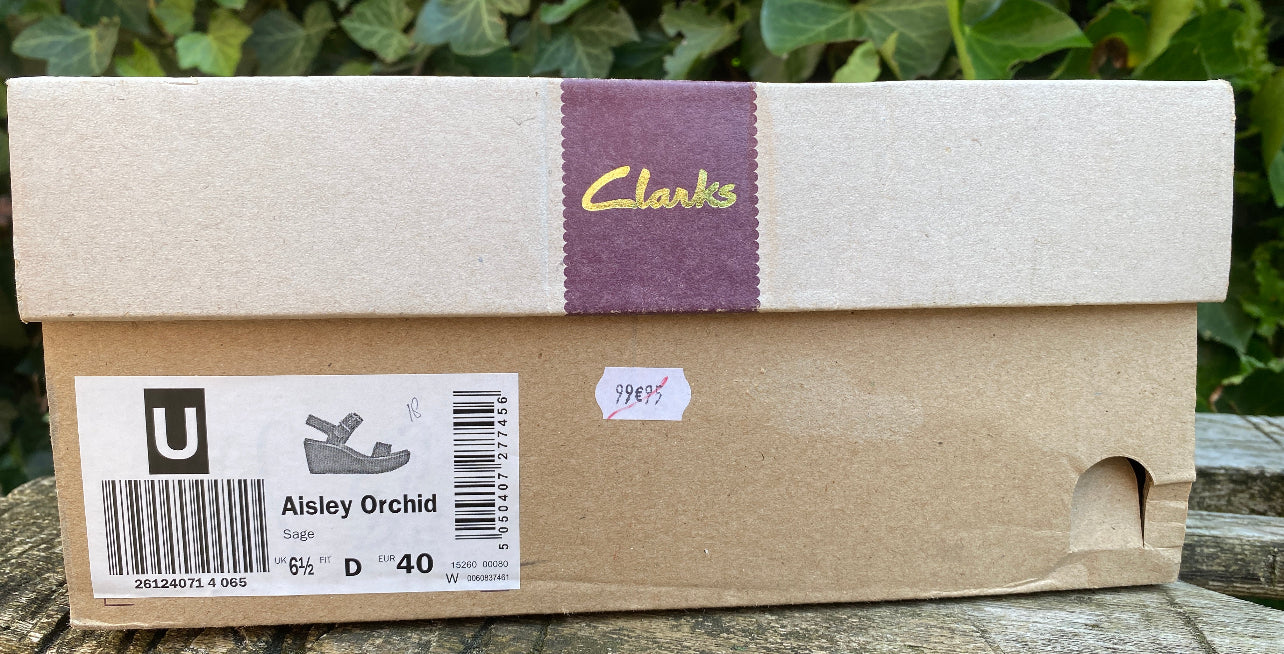 Clarks
99€95
U
18
Aisley Orchid
Sage
UK 6½ FIT D EUR 40
26124071 4 065
5 050407 277456
15260 00080
W 0060837461